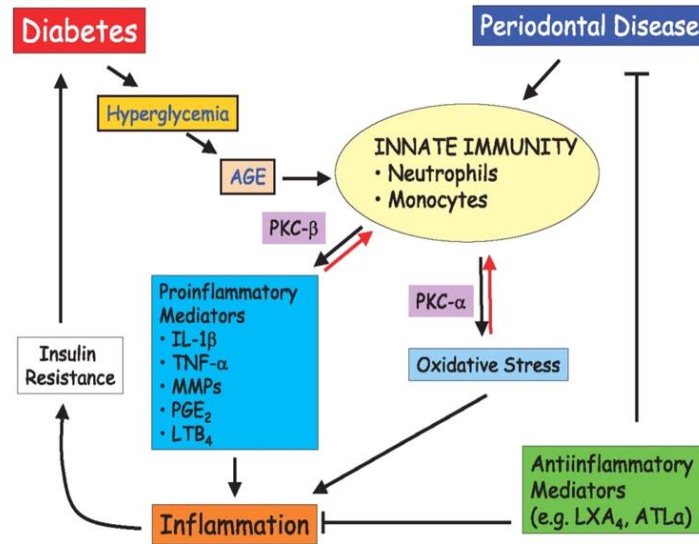 Diabetes
Periodontal Disease
Hyperglycemia
AGE
INNATE IMMUNITY
• Neutrophils
• Monocytes
PKC-β
PKC-α
Proinflammatory
Mediators
• IL-1β
• TNF-α
• MMPs
• PGE₂
• LTB₄
Insulin
Resistance
Oxidative Stress
Antiinflammatory
Mediators
(e.g. LXA₄, ATLa)
Inflammation